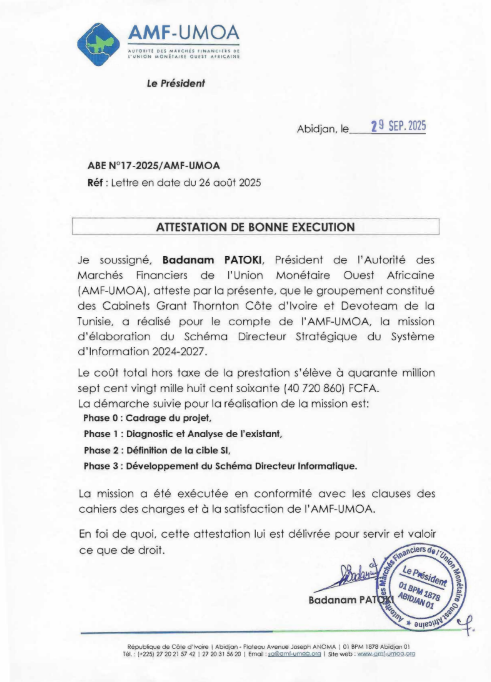 AMF-UMOA
AUTORITÉ DES MARCHÉS FINANCIERS DE
L'UNION MONÉTAIRE OUEST AFRICAINE
Le Président
Abidjan, le 29 SEP. 2025
ABE N°17-2025/AMF-UMOA
Réf : Lettre en date du 26 août 2025
ATTESTATION DE BONNE EXECUTION
Je soussigné, Badanam PATOKI, Président de l'Autorité des
Marchés Financiers de l'Union Monétaire Ouest Africaine
(AMF-UMOA), atteste par la présente, que le groupement constitué
des Cabinets Grant Thornton Côte d'Ivoire et Devoteam de la
Tunisie, a réalisé pour le compte de l'AMF-UMOA, la mission
d'élaboration du Schéma Directeur Stratégique du Système
d'Information 2024-2027.
Le coût total hors taxe de la prestation s'élève à quarante million
sept cent vingt mille huit cent soixante (40 720 860) FCFA.
La démarche suivie pour la réalisation de la mission est:
Phase 0 : Cadrage du projet,
Phase 1 : Diagnostic et Analyse de l'existant,
Phase 2 : Définition de la cible SI,
Phase 3 : Développement du Schéma Directeur Informatique.
La mission a été exécutée en conformité avec les clauses des
cahiers des charges et à la satisfaction de l'AMF-UMOA.
En foi de quoi, cette attestation lui est délivrée pour servir et valoir
ce que de droit.
Autorité des Marchés Financiers de l'Union Monétaire Ouest Africaine
Le Président
01 BPM 1878
ABIDJAN 01
Badanam PATOKI
République de Côte d'Ivoire | Abidjan - Plateau Avenue Joseph ANOMA | 01 BPM 1878 Abidjan 01
Tél. : (+225) 27 20 21 57 42 | 27 20 31 56 20 | Email : sg@amf-umoa.org | Site web : www.amf-umoa.org